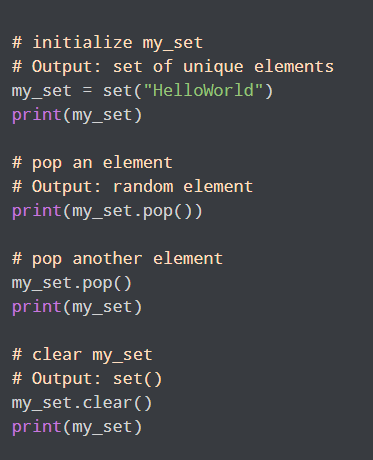 # initialize my_set
# Output: set of unique elements
my_set = set("HelloWorld")
print(my_set)
# pop an element
# Output: random element
print(my_set.pop())
# pop another element
my_set.pop()
print(my_set)
# clear my_set
# Output: set()
my_set.clear()
print(my_set)